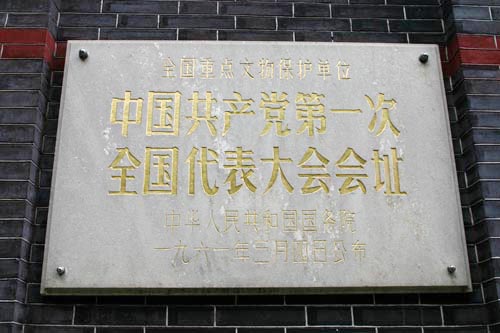 全国重点文物保护单位
中国共产党第一次
全国代表大会会址
中华人民共和国国务院
一九六一年三月四日公布